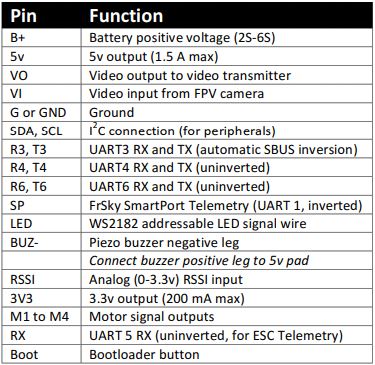 Pin Function
B+ Battery positive voltage (2S-6S)
5v 5v output (1.5 A max)
VO Video output to video transmitter
VI Video input from FPV camera
G or GND Ground
SDA, SCL I²C connection (for peripherals)
R3, T3 UART3 RX and TX (automatic SBUS inversion)
R4, T4 UART4 RX and TX (uninverted)
R6, T6 UART6 RX and TX (uninverted)
SP FrSky SmartPort Telemetry (UART 1, inverted)
LED WS2182 addressable LED signal wire
BUZ- Piezo buzzer negative leg
Connect buzzer positive leg to 5v pad
RSSI Analog (0-3.3v) RSSI input
3V3 3.3v output (200 mA max)
M1 to M4 Motor signal outputs
RX UART 5 RX (uninverted, for ESC Telemetry)
Boot Bootloader button